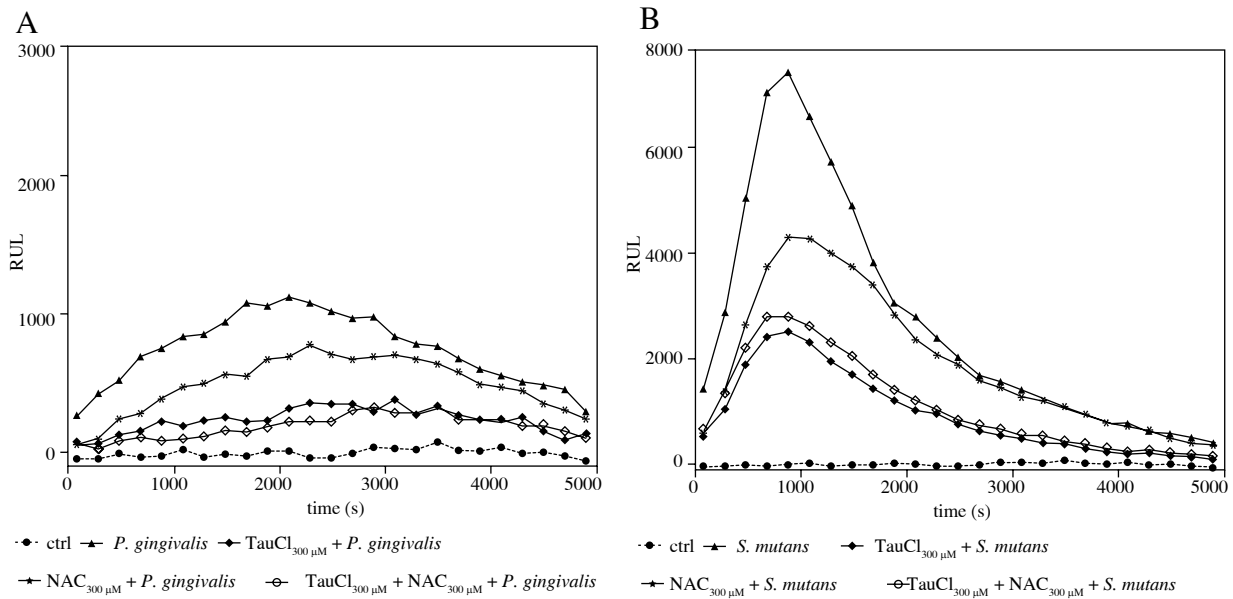 A
3000
2000
1000
0
RUL
0 1000 2000 3000 4000 5000
time (s)
ctrl P. gingivalis TauCl300 μM + P. gingivalis
NAC300 μM + P. gingivalis TauCl300 μM + NAC300 μM + P. gingivalis
B
8000
6000
4000
2000
0
RUL
0 1000 2000 3000 4000 5000
time (s)
ctrl S. mutans TauCl300 μM + S. mutans
NAC300 μM + S. mutans TauCl300 μM + NAC300 μM + S. mutans